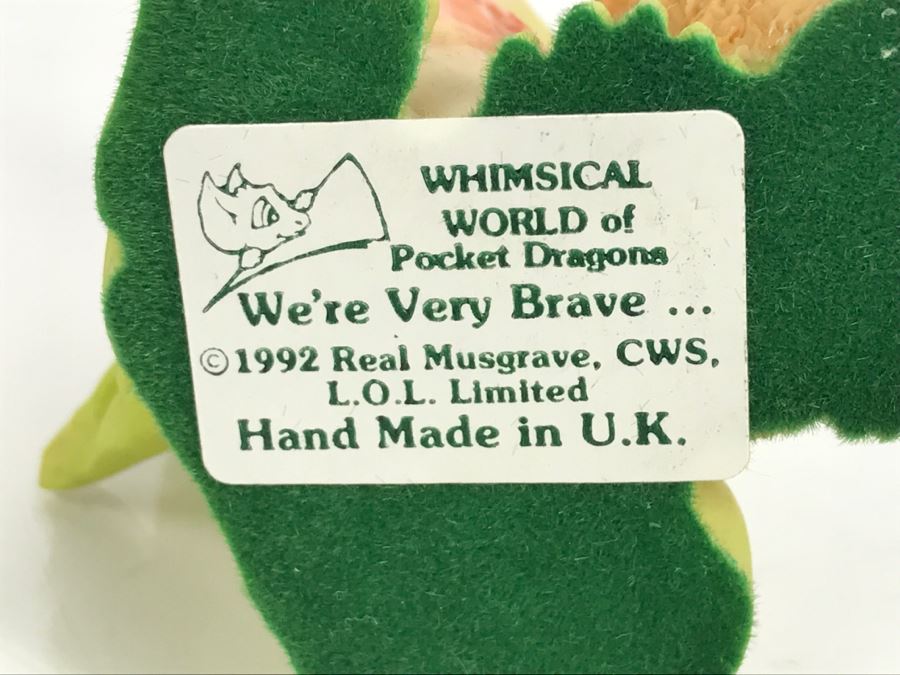 WHIMSICAL
WORLD of
Pocket Dragons
We're Very Brave ...
©1992 Real Musgrave, CWS,
L.O.L. Limited
Hand Made in U.K.